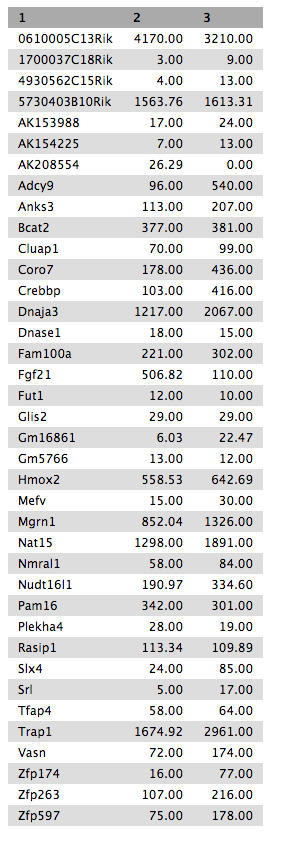 1 2 3
0610005C13Rik 4170.00 3210.00
1700037C18Rik 3.00 9.00
4930562C15Rik 4.00 13.00
5730403B10Rik 1563.76 1613.31
AK153988 17.00 24.00
AK154225 7.00 13.00
AK208554 26.29 0.00
Adcy9 96.00 540.00
Anks3 113.00 207.00
Bcat2 377.00 381.00
Cluap1 70.00 99.00
Coro7 178.00 436.00
Crebbp 103.00 416.00
Dnaja3 1217.00 2067.00
Dnase1 18.00 15.00
Fam100a 221.00 302.00
Fgf21 506.82 110.00
Fut1 12.00 10.00
Glis2 29.00 29.00
Gm16861 6.03 22.47
Gm5766 13.00 12.00
Hmox2 558.53 642.69
Mefv 15.00 30.00
Mgrn1 852.04 1326.00
Nat15 1298.00 1891.00
Nmral1 58.00 84.00
Nudt16l1 190.97 334.60
Pam16 342.00 301.00
Plekha4 28.00 19.00
Rasip1 113.34 109.89
Slx4 24.00 85.00
Srl 5.00 17.00
Tfap4 58.00 64.00
Trap1 1674.92 2961.00
Vasn 72.00 174.00
Zfp174 16.00 77.00
Zfp263 107.00 216.00
Zfp597 75.00 178.00